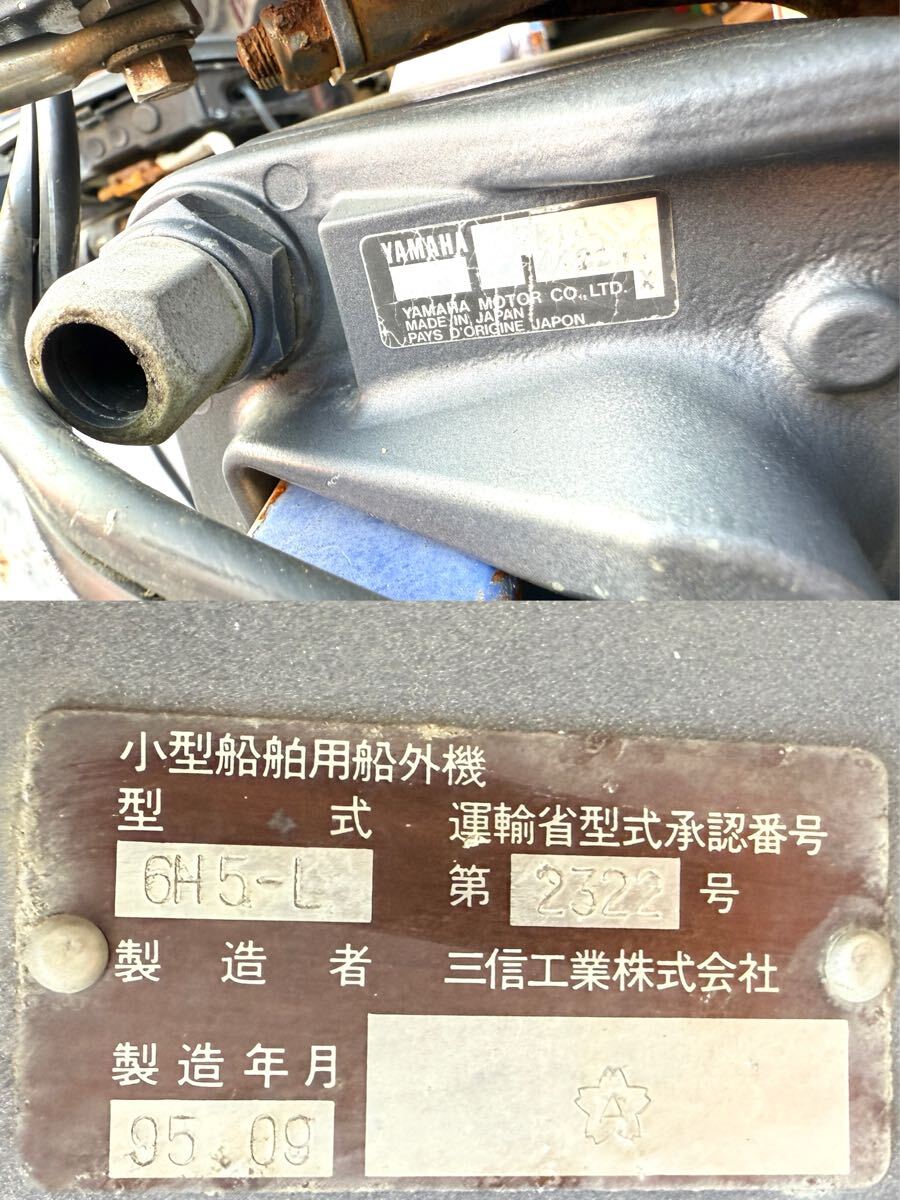 YAMAHA
X
YAMAHA MOTOR CO., LTD.
MADE IN JAPAN
PAYS D'ORIGINE JAPON
小型船舶用船外機
型式 運輸省型式承認番号
6H5-L 第 2322 号
製造者 三信工業株式会社
製造年月
95 09 A